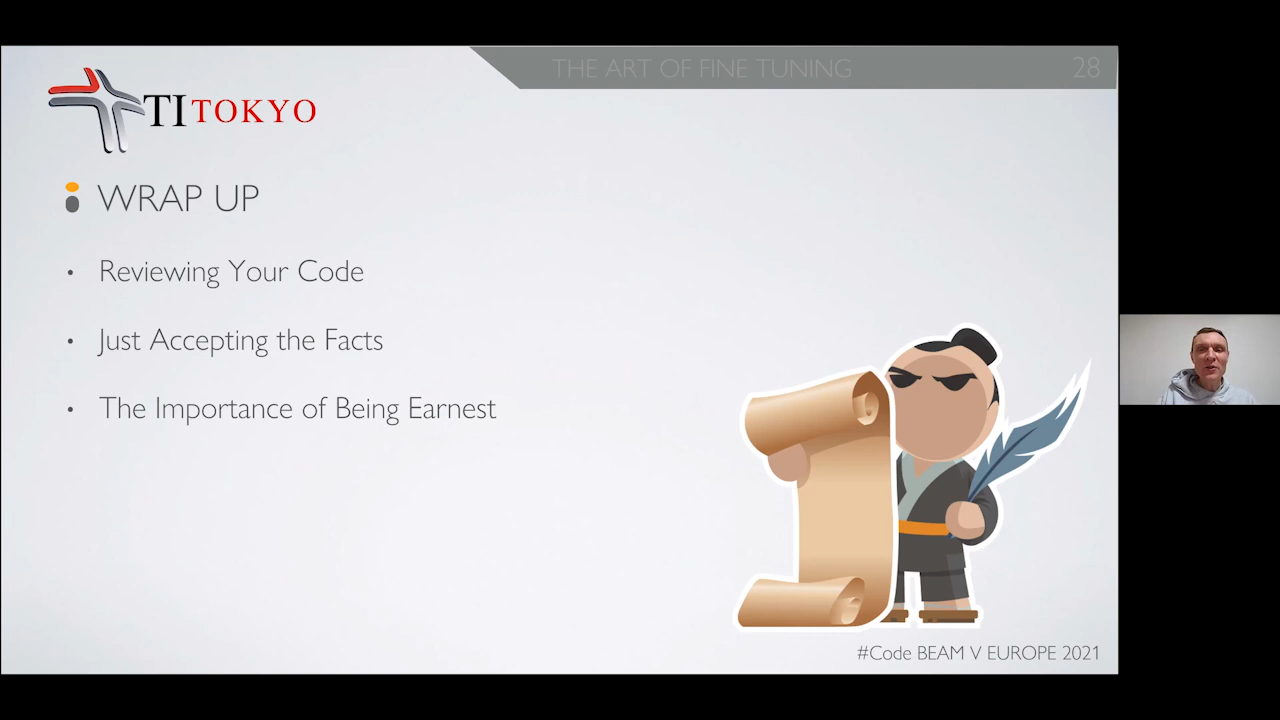 THE ART OF FINE TUNING
28
TI TOKYO
WRAP UP
• Reviewing Your Code
• Just Accepting the Facts
• The Importance of Being Earnest
#Code BEAM V EUROPE 2021